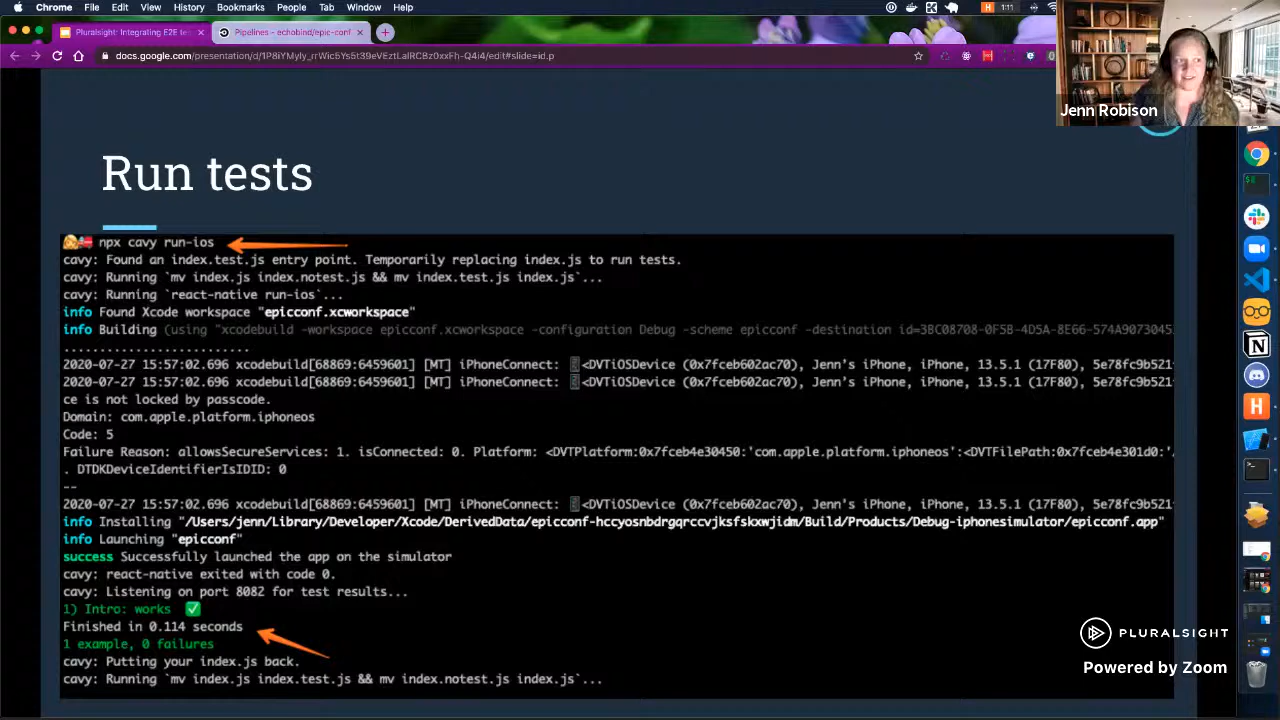 Chrome File Edit View History Bookmarks People Tab Window Help
1:11
Pluralsight: Integrating E2E te
Pipelines - echobind/epic-conf
docs.google.com/presentation/d/
/edit#slide=id.p
Jenn Robison
Run tests
npx cavy run-ios
cavy: Found an index.test.js entry point. Temporarily replacing index.js to run tests.
cavy: Running `mv index.js index.notest.js && mv index.test.js index.js`...
cavy: Running `react-native run-ios`...
info Found Xcode workspace "epicconf.xcworkspace"
info Building (using "xcodebuild -workspace epicconf.xcworkspace -configuration Debug -scheme epicconf -destination id=3BC08708-0F5B-4D5A-8E66-574A9073045
..........................
2020-07-27 15:57:02.696 xcodebuild[68869:6459601] [MT] iPhoneConnect: <DVTiOSDevice (0x7fceb602ac70), Jenn's iPhone, iPhone, 13.5.1 (17F80), 5e78fc9b521
2020-07-27 15:57:02.696 xcodebuild[68869:6459601] [MT] iPhoneConnect: <DVTiOSDevice (0x7fceb602ac70), Jenn's iPhone, iPhone, 13.5.1 (17F80), 5e78fc9b521
ce is not locked by passcode.
Domain: com.apple.platform.iphoneos
Code: 5
Failure Reason: allowsSecureServices: 1. isConnected: 0. Platform: <DVTPlatform:0x7fceb4e30450:'com.apple.platform.iphoneos':<DVTFilePath:0x7fceb4e301d0:'
. DTDKDeviceIdentifierIsIDID: 0
--
2020-07-27 15:57:02.696 xcodebuild[68869:6459601] [MT] iPhoneConnect: <DVTiOSDevice (0x7fceb602ac70), Jenn's iPhone, iPhone, 13.5.1 (17F80), 5e78fc9b521
info Installing "/Users/jenn/Library/Developer/Xcode/DerivedData/epicconf-hccyosnbdrgqrccvjksfskxwjidm/Build/Products/Debug-iphonesimulator/epicconf.app"
info Launching "epicconf"
success Successfully launched the app on the simulator
cavy: react-native exited with code 0.
cavy: Listening on port 8082 for test results...
1) Intro: works ✅
Finished in 0.114 seconds
1 example, 0 failures
cavy: Putting your index.js back.
cavy: Running `mv index.js index.test.js && mv index.notest.js index.js`...
PLURALSIGHT
Powered by Zoom